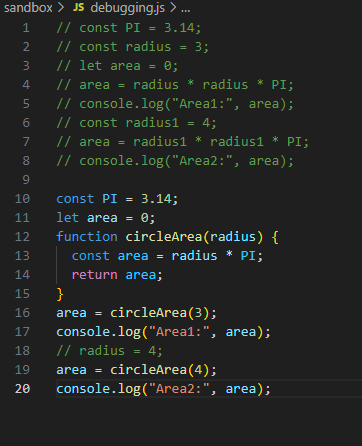 sandbox > JS debugging.js > ...
1 // const PI = 3.14;
2 // const radius = 3;
3 // let area = 0;
4 // area = radius * radius * PI;
5 // console.log("Area1:", area);
6 // const radius1 = 4;
7 // area = radius1 * radius1 * PI;
8 // console.log("Area2:", area);
9
10 const PI = 3.14;
11 let area = 0;
12 function circleArea(radius) {
13   const area = radius * PI;
14   return area;
15 }
16 area = circleArea(3);
17 console.log("Area1:", area);
18 // radius = 4;
19 area = circleArea(4);
20 console.log("Area2:", area);